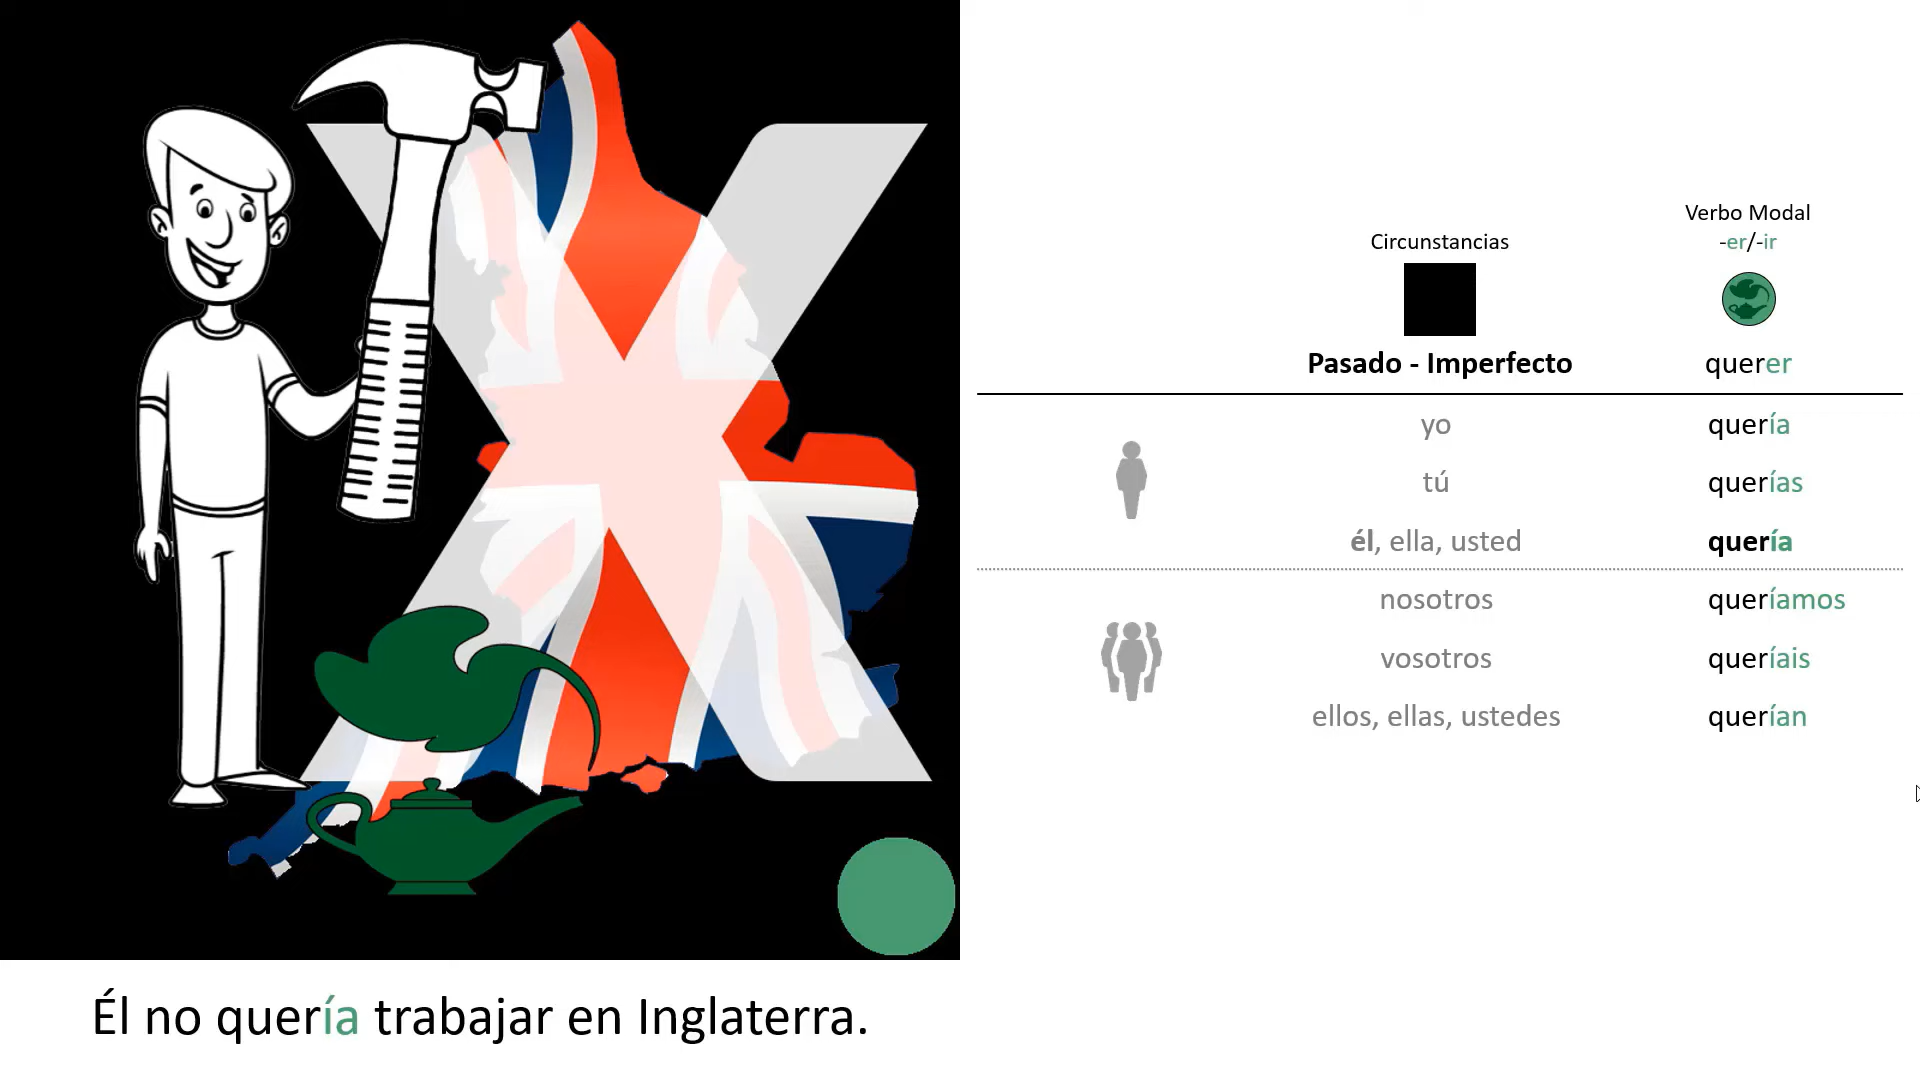 Verbo Modal
Circunstancias -er/-ir
Pasado - Imperfecto querer
yo quería
tú querías
él, ella, usted quería
nosotros queríamos
vosotros queríais
ellos, ellas, ustedes querían
Él no quería trabajar en Inglaterra.